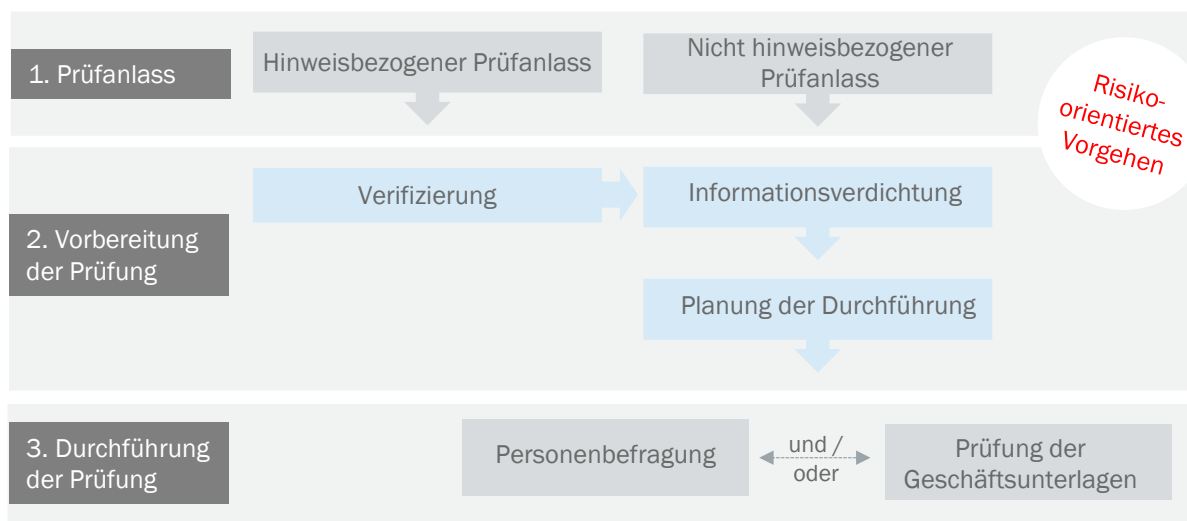 1. Prüfanlass
Hinweisbezogener Prüfanlass
Nicht hinweisbezogener
Prüfanlass
Risiko-
orientiertes
Vorgehen
2. Vorbereitung
der Prüfung
Verifizierung
Informationsverdichtung
Planung der Durchführung
3. Durchführung
der Prüfung
Personenbefragung
und /
oder
Prüfung der
Geschäftsunterlagen